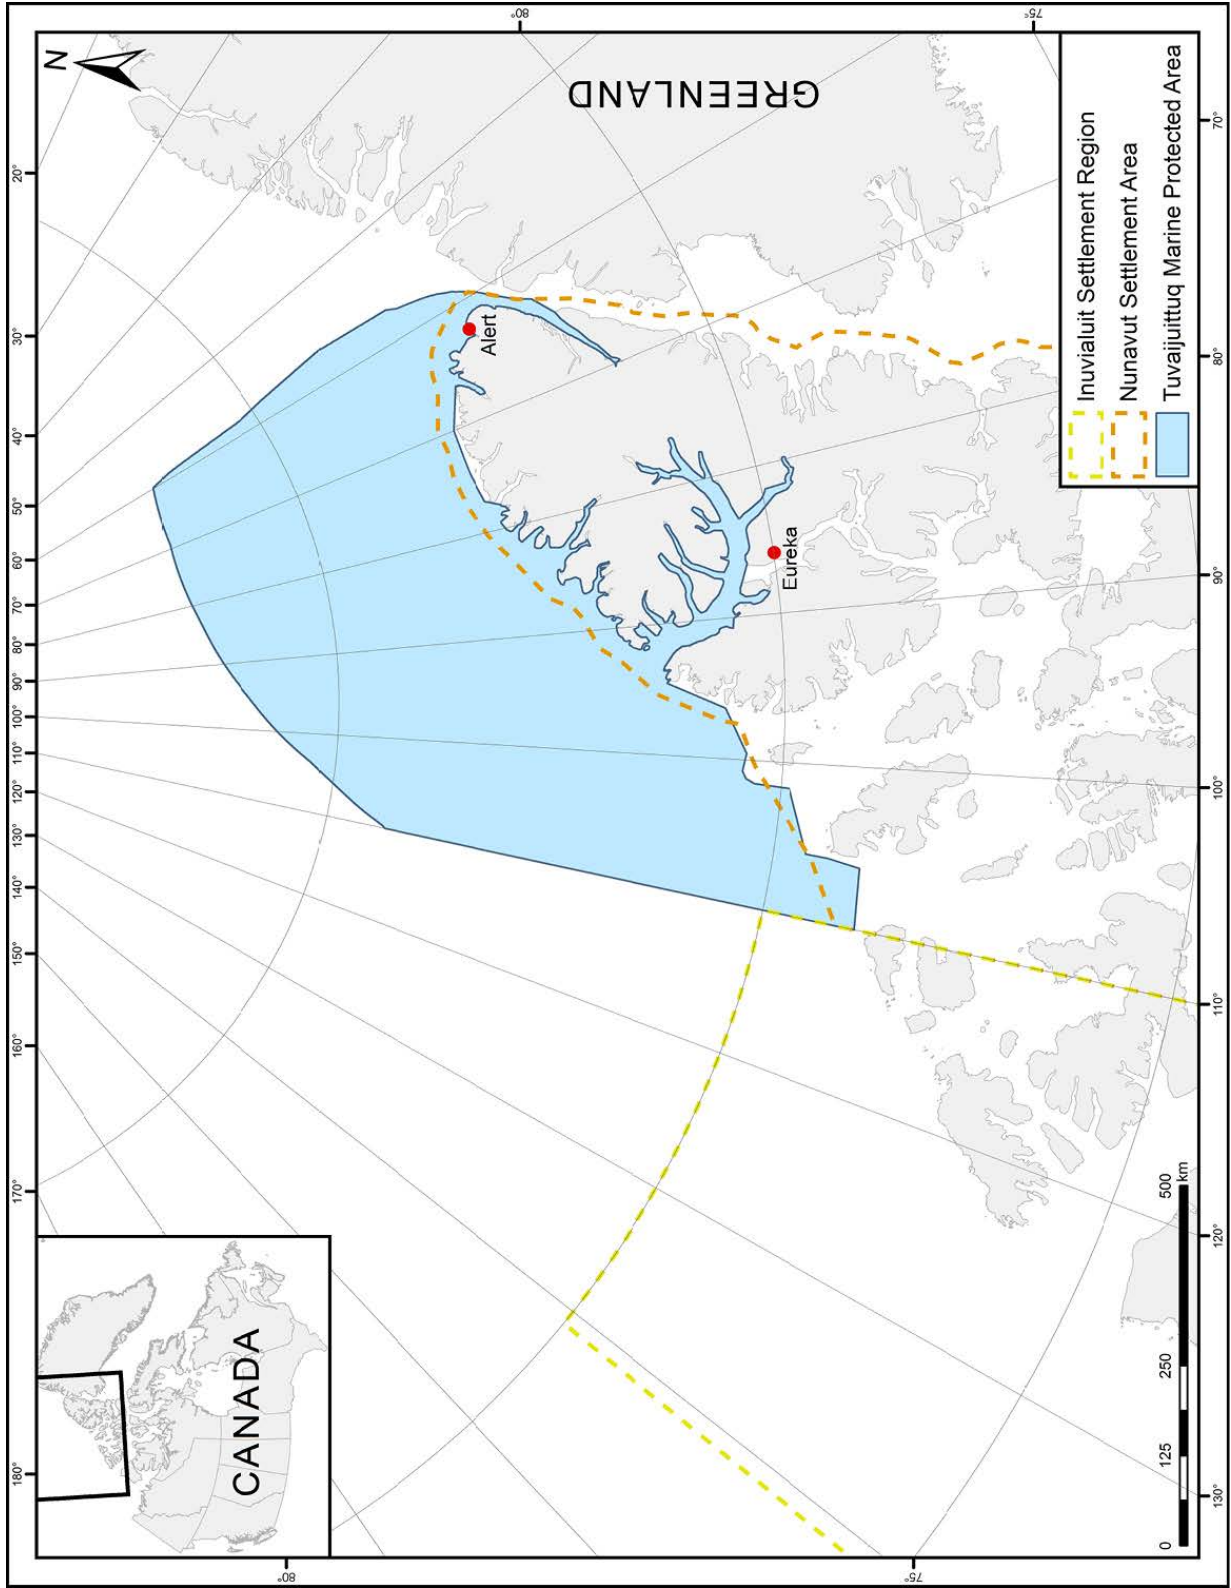 20°
30°
40°
50°
60°
70°
80°
90°
100°
110°
120°
130°
140°
150°
160°
170°
180°
80°
75°
N
GREENLAND
Alert
Eureka
CANADA
Inuvialuit Settlement Region
Nunavut Settlement Area
Tuvaijuittuq Marine Protected Area
0 125 250 500
km
70°
80°
90°
100°
110°
120°
130°
80°
75°